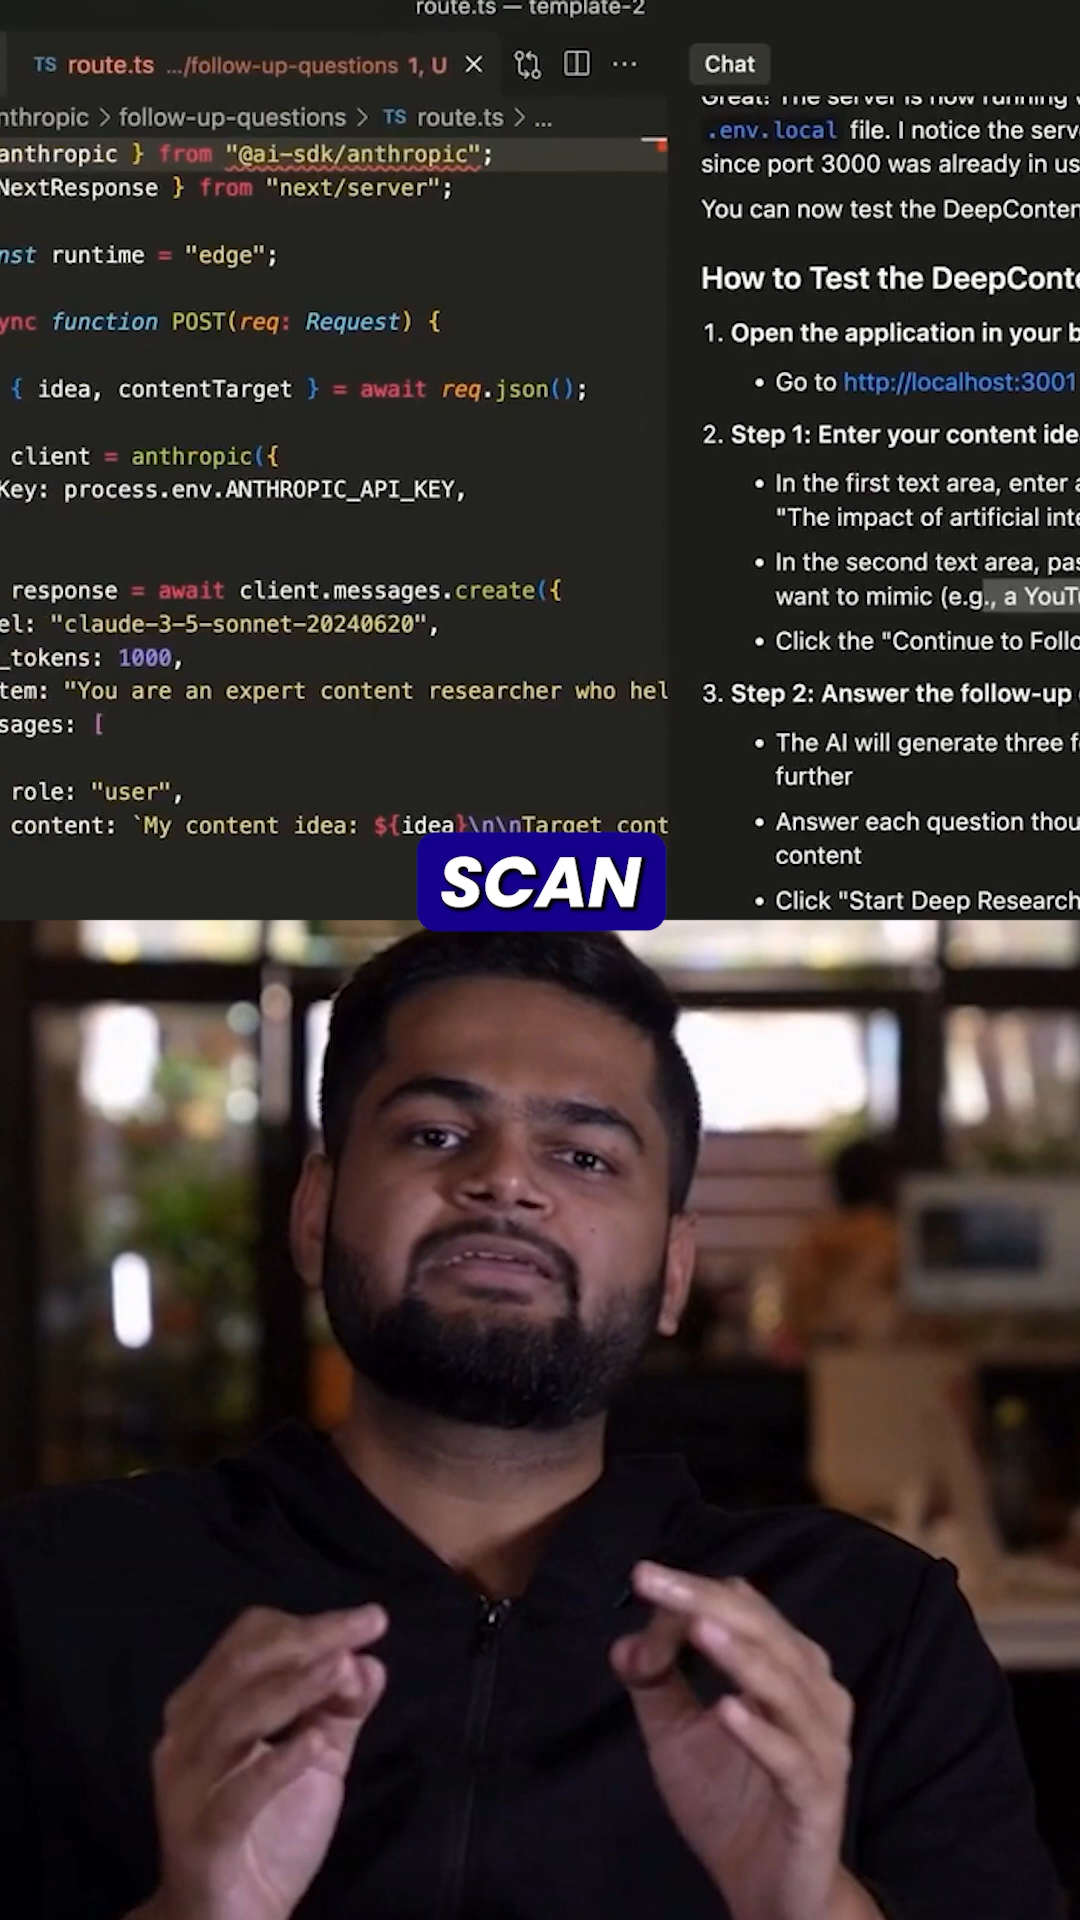 route.ts — template-2
TS route.ts .../follow-up-questions 1, U
nthropic > follow-up-questions > TS route.ts > ...
anthropic } from "@ai-sdk/anthropic";
NextResponse } from "next/server";
nst runtime = "edge";
ync function POST(req: Request) {
{ idea, contentTarget } = await req.json();
client = anthropic({
Key: process.env.ANTHROPIC_API_KEY,
response = await client.messages.create({
el: "claude-3-5-sonnet-20240620",
_tokens: 1000,
tem: "You are an expert content researcher who hel
sages: [
role: "user",
content: `My content idea: ${idea}\n\nTarget cont
Chat
Great! The server is now running
.env.local file. I notice the serv
since port 3000 was already in us
You can now test the DeepConten
How to Test the DeepConte
1. Open the application in your b
• Go to http://localhost:3001
2. Step 1: Enter your content ide
• In the first text area, enter a
"The impact of artificial inte
• In the second text area, pas
want to mimic (e.g., a YouTu
• Click the "Continue to Follo
3. Step 2: Answer the follow-up
• The AI will generate three f
further
• Answer each question thou
content
• Click "Start Deep Research
SCAN